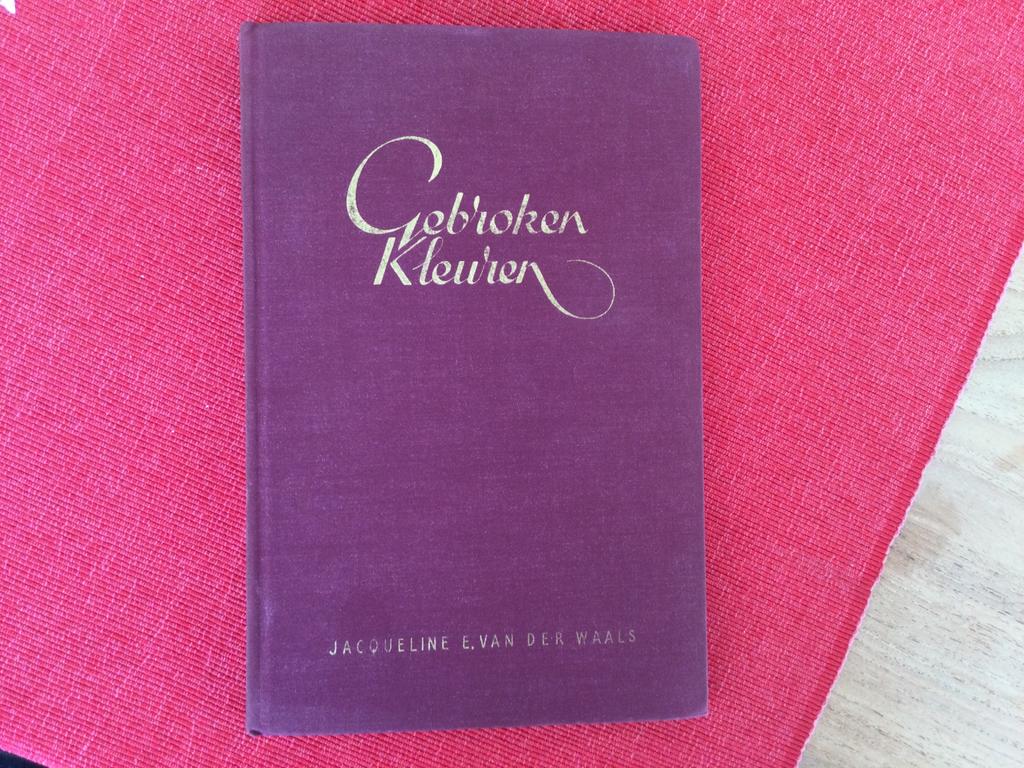 Gebroken
Kleuren
JACQUELINE E. VAN DER WAALS